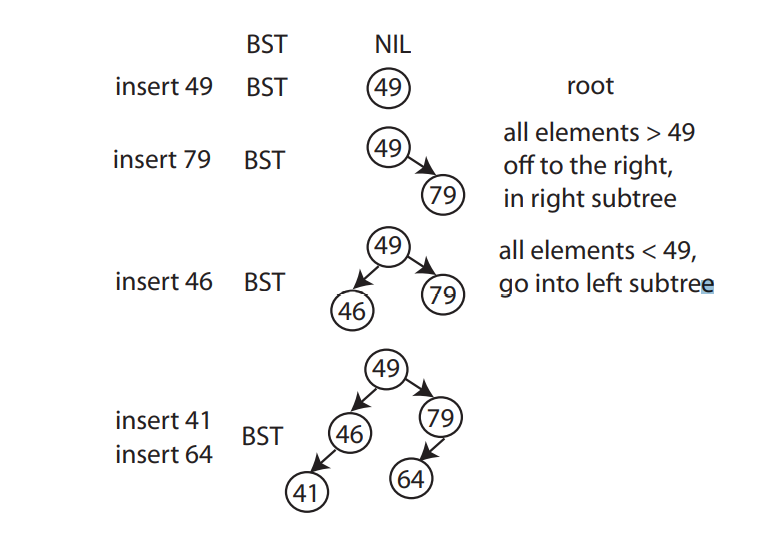 BST NIL
insert 49 BST 49 root
insert 79 BST 49 79
all elements > 49
off to the right,
in right subtree
insert 46 BST 49 46 79
all elements < 49,
go into left subtree
insert 41
insert 64
BST
49
46 79
41 64